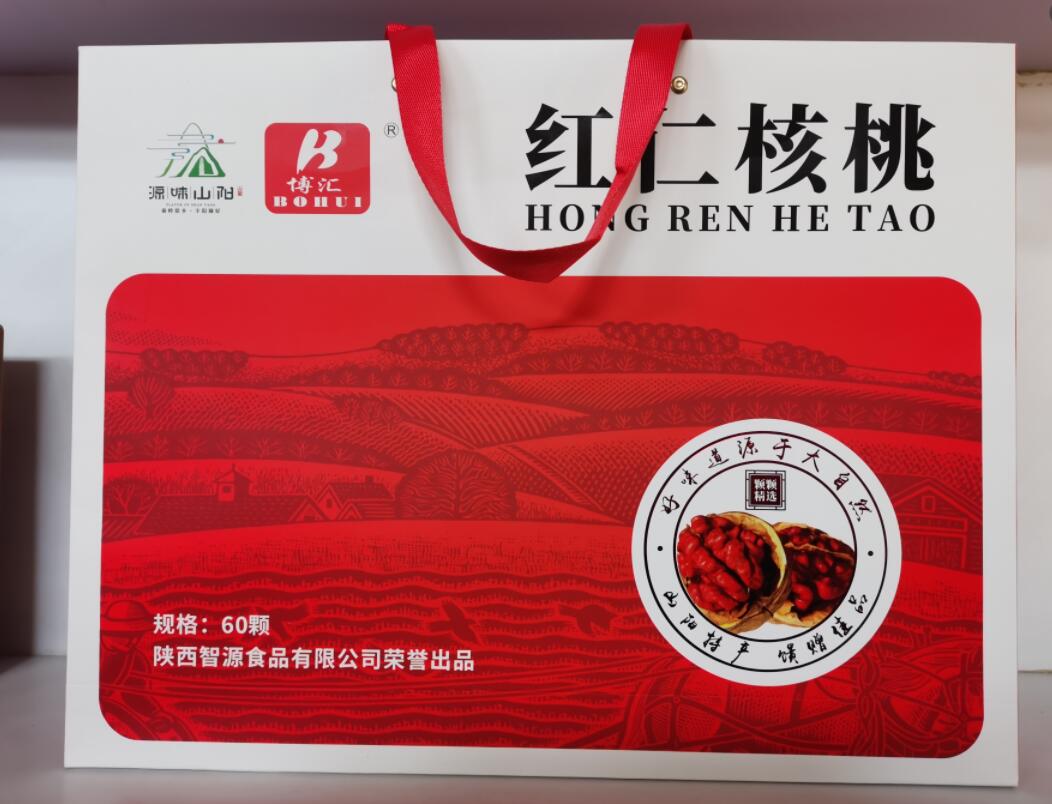 源味山阳
博汇
BOHUI
®
红仁核桃
HONG REN HE TAO
好味道源于大自然
颗颗
精选
山阳特产 馈赠佳品
规格：60颗
陕西智源食品有限公司荣誉出品